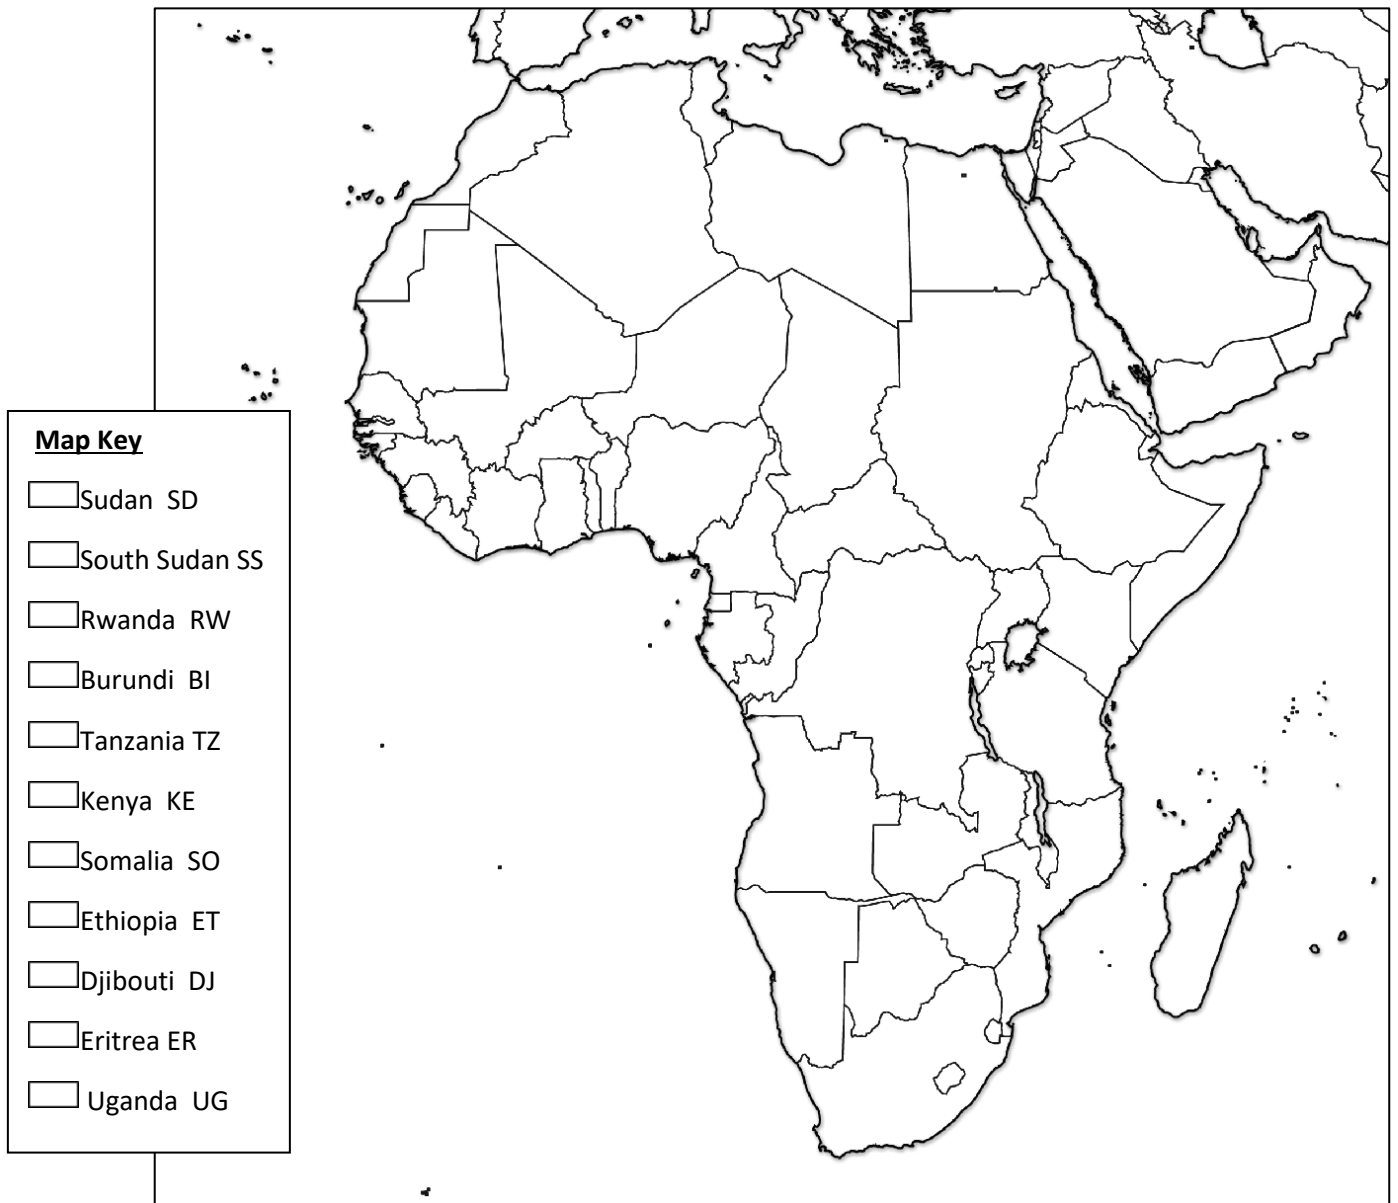 Map Key
Sudan  SD
South Sudan SS
Rwanda  RW
Burundi  BI
Tanzania TZ
Kenya  KE
Somalia  SO
Ethiopia  ET
Djibouti  DJ
Eritrea ER
Uganda  UG